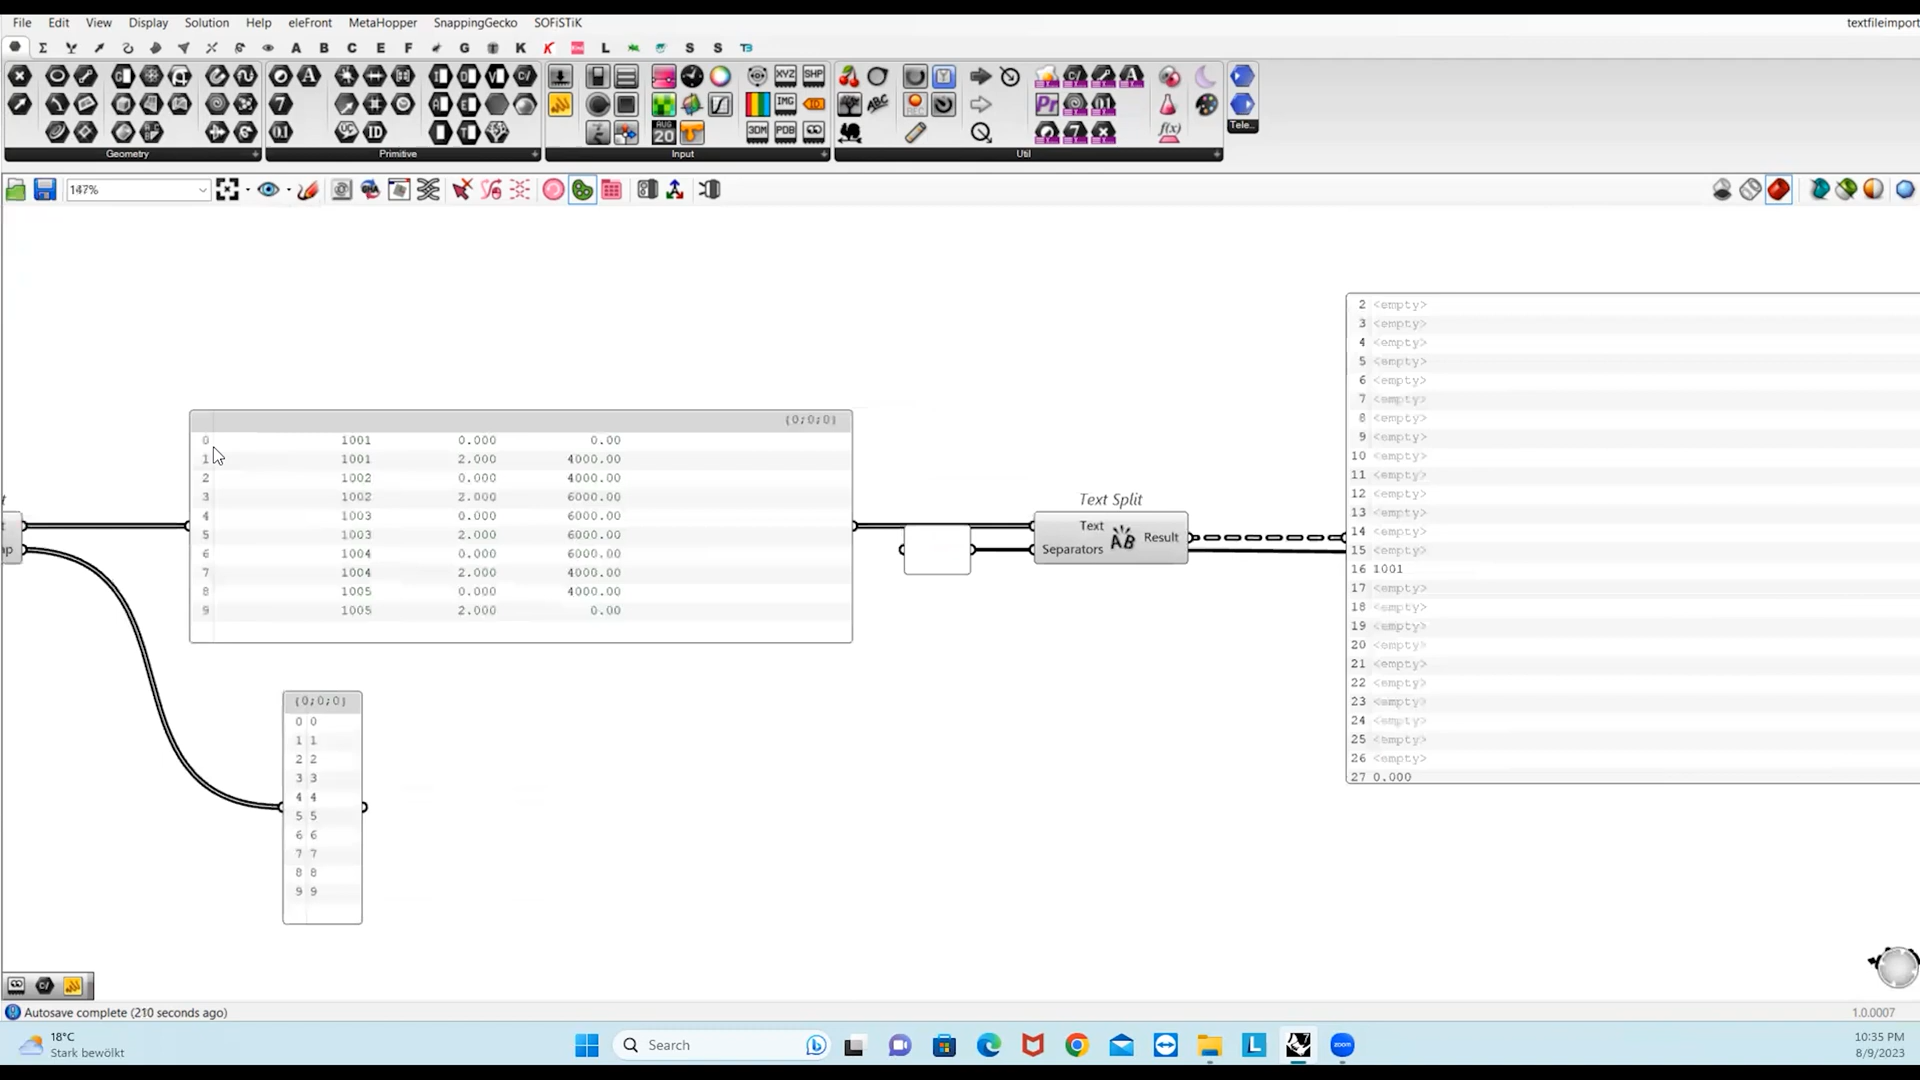 File Edit View Display Solution Help eleFront MetaHopper SnappingGecko SOFiSTiK
textfileimport
Geometry
Primitive
Input
Util
Tele...
147%
{0;0;0}
0 1001 0.000 0.00
1 1001 2.000 4000.00
2 1002 0.000 4000.00
3 1002 2.000 6000.00
4 1003 0.000 6000.00
5 1003 2.000 6000.00
6 1004 0.000 6000.00
7 1004 2.000 4000.00
8 1005 0.000 4000.00
9 1005 2.000 0.00
{0;0;0}
0 0
1 1
2 2
3 3
4 4
5 5
6 6
7 7
8 8
9 9
Text Split
Text
Separators
Result
2 <empty>
3 <empty>
4 <empty>
5 <empty>
6 <empty>
7 <empty>
8 <empty>
9 <empty>
10 <empty>
11 <empty>
12 <empty>
13 <empty>
14 <empty>
15 <empty>
16 1001
17 <empty>
18 <empty>
19 <empty>
20 <empty>
21 <empty>
22 <empty>
23 <empty>
24 <empty>
25 <empty>
26 <empty>
27 0.000
Autosave complete (210 seconds ago)
1.0.0007
18°C
Stark bewölkt
Search
10:35 PM
8/9/2023